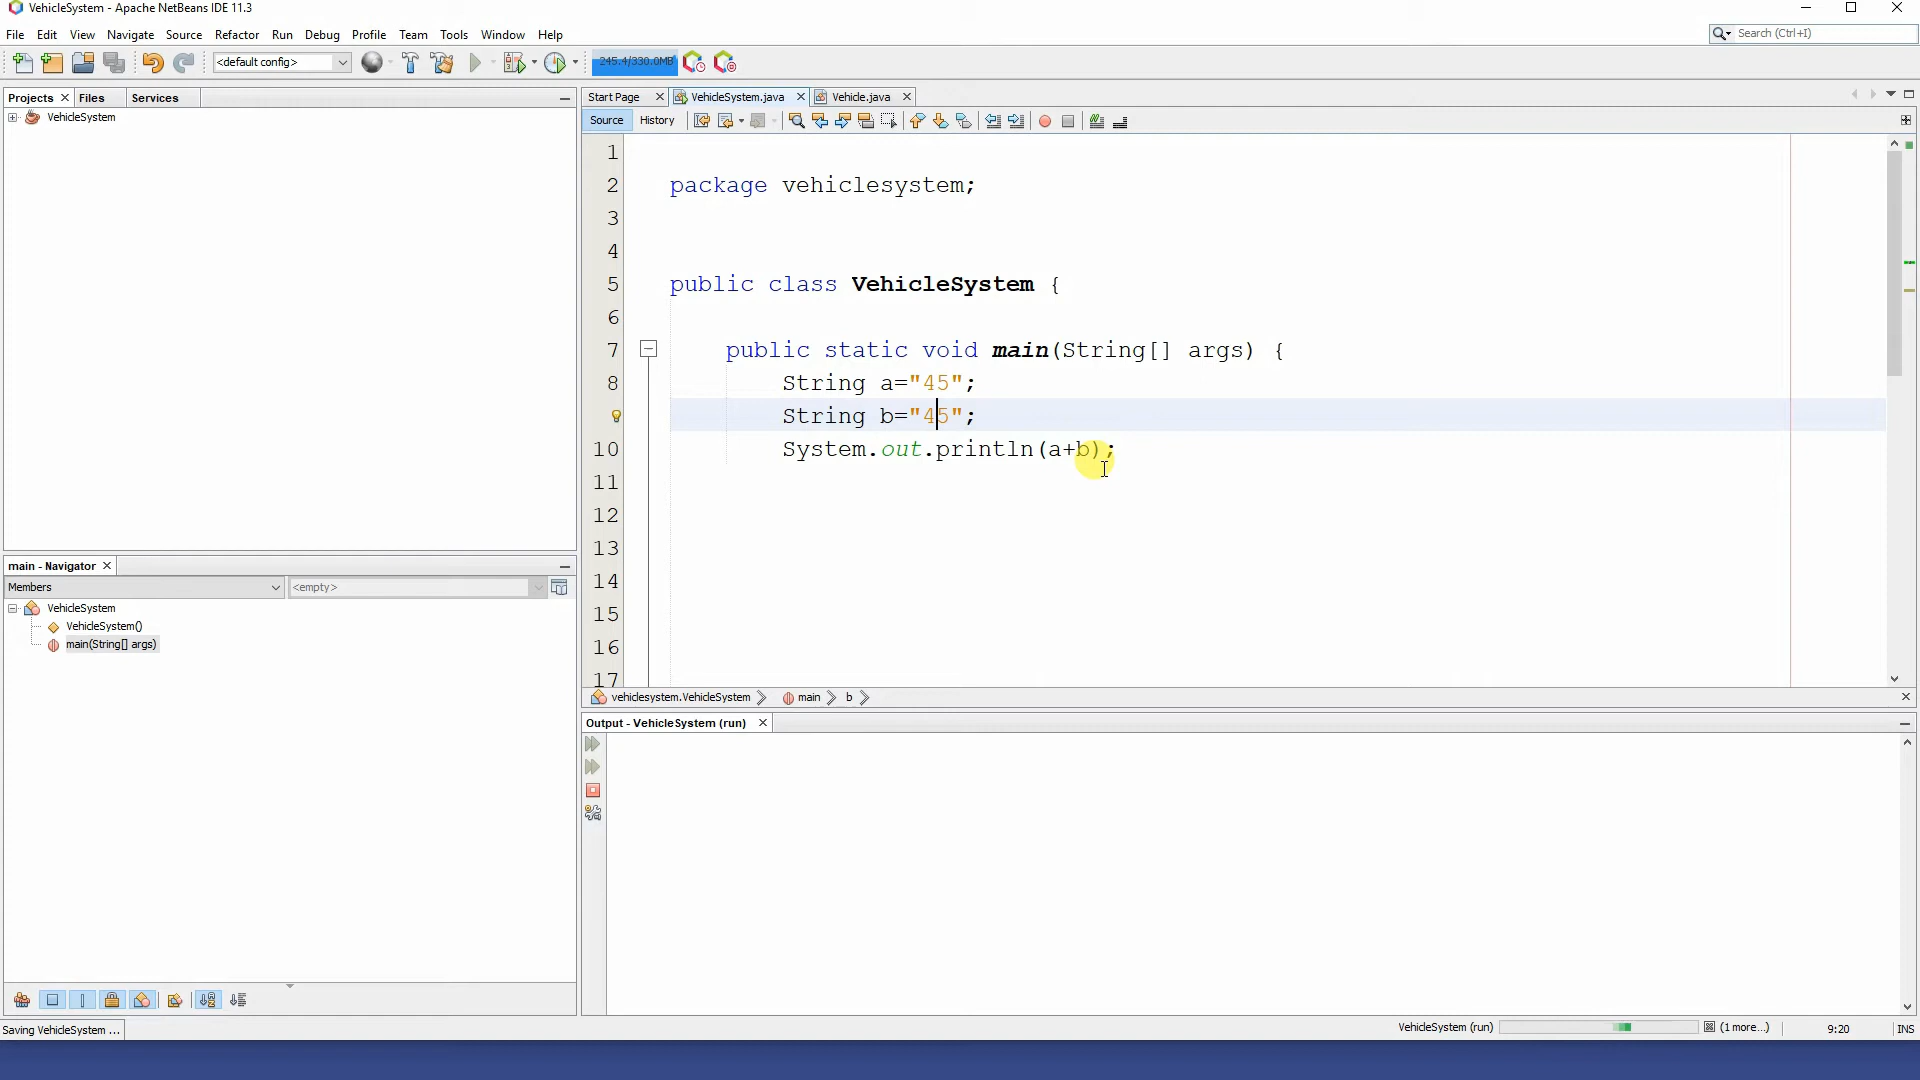 VehicleSystem - Apache NetBeans IDE 11.3
File Edit View Navigate Source Refactor Run Debug Profile Team Tools Window Help
Search (Ctrl+I)
<default config>
245.4/330.0MB
Projects Files Services
Start Page VehicleSystem.java Vehicle.java
VehicleSystem
Source History
1
2 package vehiclesystem;
3
4
5 public class VehicleSystem {
6
7 public static void main(String[] args) {
8 String a="45";
String b="45";
10 System.out.println(a+b);
11
12
13
14
15
16
17
main - Navigator
Members <empty>
VehicleSystem
VehicleSystem()
main(String[] args)
vehiclesystem.VehicleSystem main b
Output - VehicleSystem (run)
Saving VehicleSystem ...
VehicleSystem (run) (1 more...) 9:20 INS